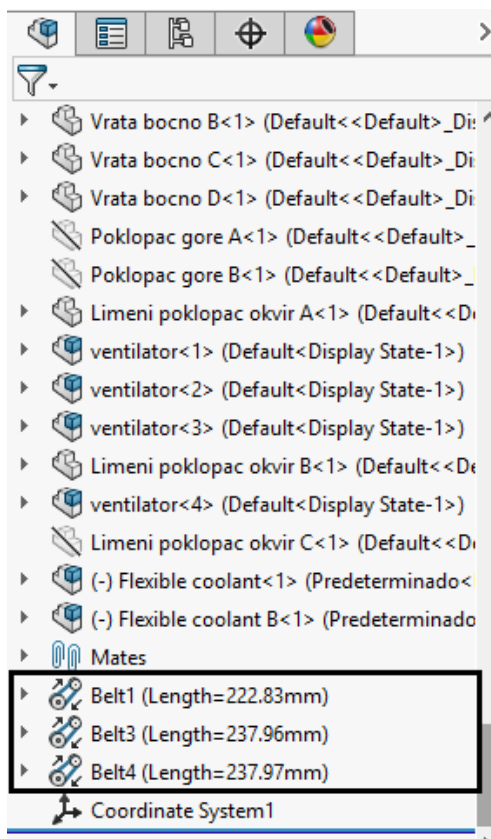 Vrata bocno B<1> (Default<<Default>_Di
Vrata bocno C<1> (Default<<Default>_Di
Vrata bocno D<1> (Default<<Default>_Di
Poklopac gore A<1> (Default<<Default>_
Poklopac gore B<1> (Default<<Default>_
Limeni poklopac okvir A<1> (Default<<D
ventilator<1> (Default<Display State-1>)
ventilator<2> (Default<Display State-1>)
ventilator<3> (Default<Display State-1>)
Limeni poklopac okvir B<1> (Default<<De
ventilator<4> (Default<Display State-1>)
Limeni poklopac okvir C<1> (Default<<D
(-) Flexible coolant<1> (Predeterminado<
(-) Flexible coolant B<1> (Predeterminado
Mates
Belt1 (Length=222.83mm)
Belt3 (Length=237.96mm)
Belt4 (Length=237.97mm)
Coordinate System1